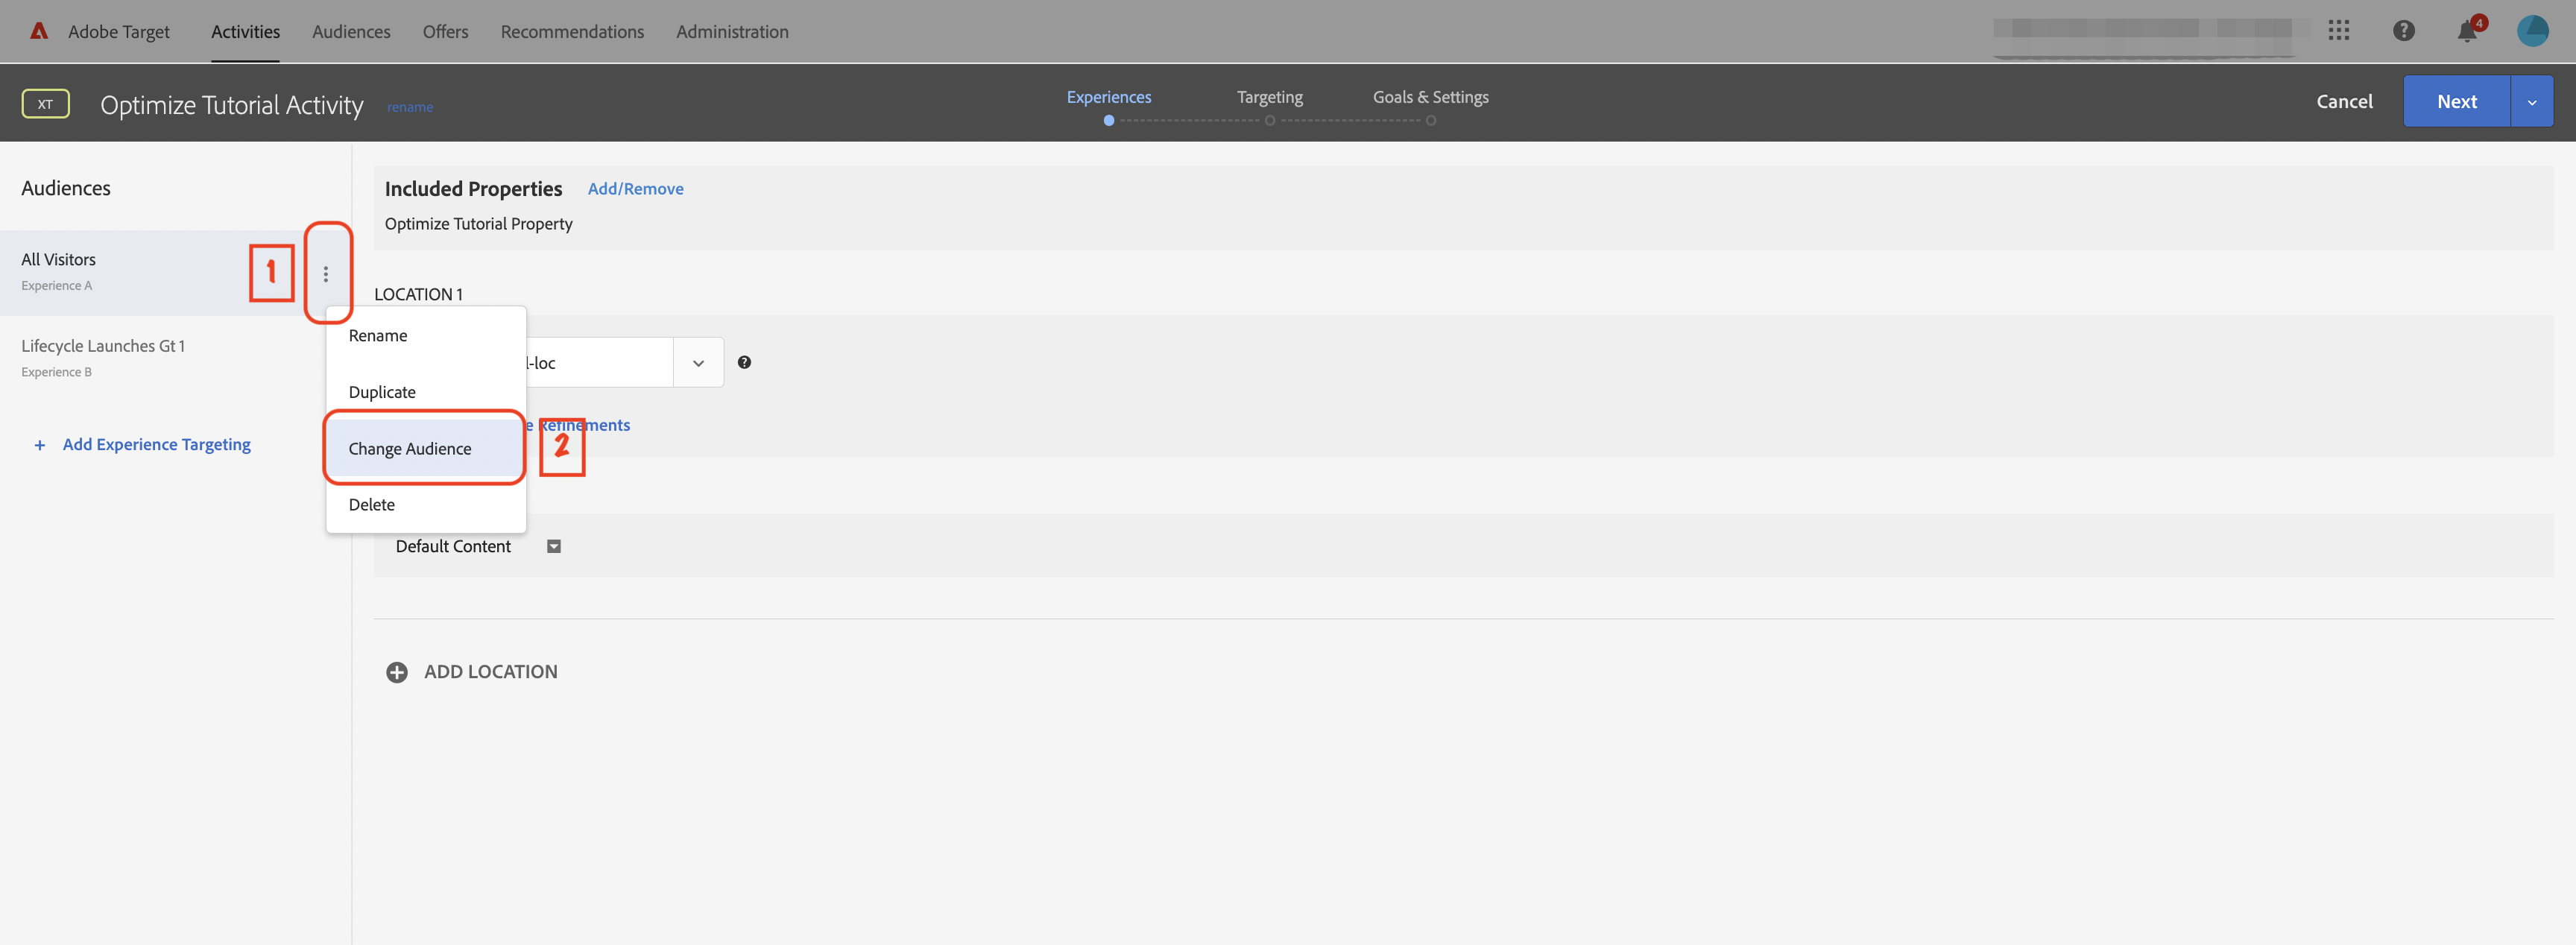 Adobe Target Activities Audiences Offers Recommendations Administration 4
XT Optimize Tutorial Activity rename Experiences Targeting Goals & Settings Cancel Next
Audiences
All Visitors
Experience A
1
Lifecycle Launches Gt 1
Experience B
+ Add Experience Targeting
Included Properties Add/Remove
Optimize Tutorial Property
LOCATION 1
Rename
Duplicate
Change Audience
Delete
2
l-loc
e Refinements
Default Content
ADD LOCATION